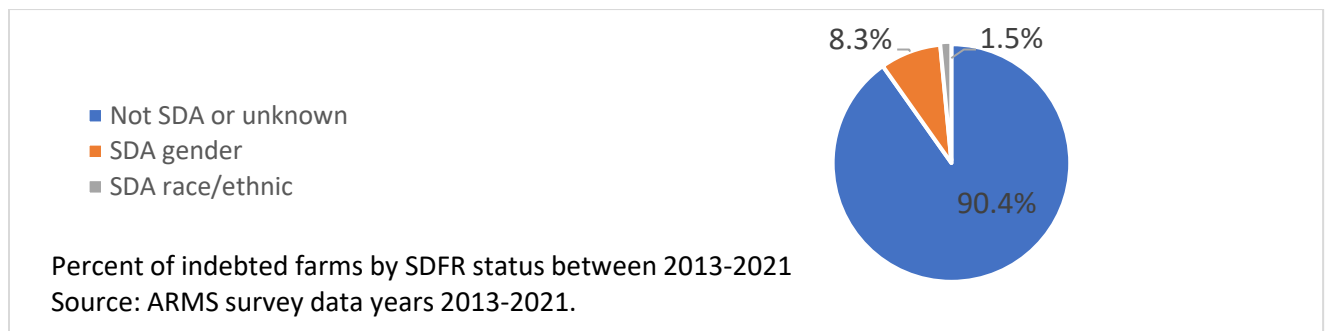 8.3%
1.5%
Not SDA or unknown
SDA gender
SDA race/ethnic
90.4%
Percent of indebted farms by SDFR status between 2013-2021
Source: ARMS survey data years 2013-2021.